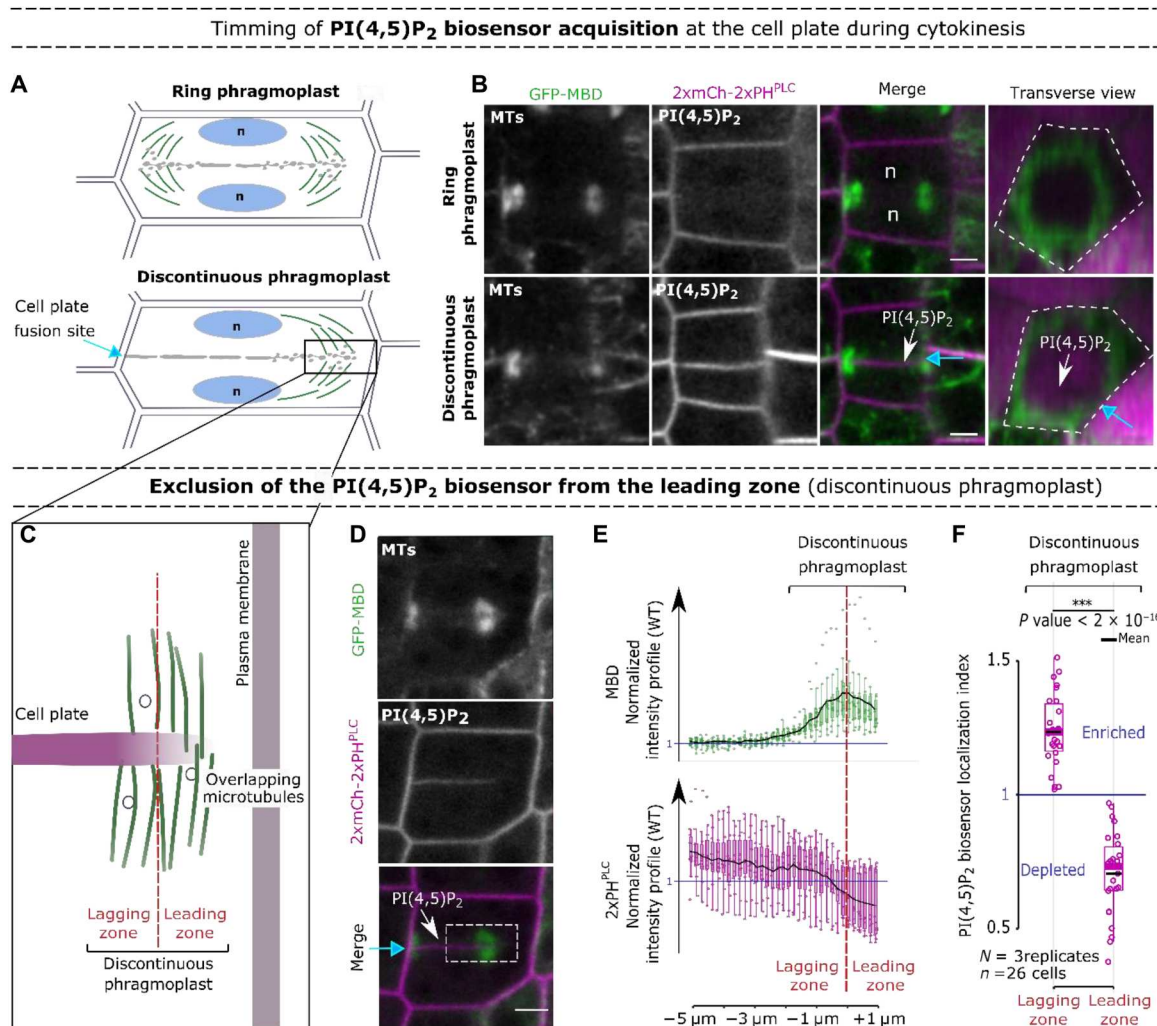 Timming of PI(4,5)P₂ biosensor acquisition at the cell plate during cytokinesis
A
Ring phragmoplast
n
n
Discontinuous phragmoplast
Cell plate
fusion site
n
n
B
GFP-MBD
2xmCh-2xPHᴾᴸᶜ
Merge
Transverse view
Ring
phragmoplast
MTs
PI(4,5)P₂
n
n
Discontinuous
phragmoplast
MTs
PI(4,5)P₂
PI(4,5)P₂
PI(4,5)P₂
Exclusion of the PI(4,5)P₂ biosensor from the leading zone (discontinuous phragmoplast)
C
Plasma membrane
Cell plate
Overlapping
microtubules
Lagging
zone
Leading
zone
Discontinuous
phragmoplast
D
GFP-MBD
MTs
2xmCh-2xPHᴾᴸᶜ
PI(4,5)P₂
Merge
PI(4,5)P₂
E
Discontinuous
phragmoplast
MBD
Normalized
intensity profile (WT)
1
2xPHᴾᴸᶜ
Normalized
intensity profile (WT)
1
Lagging
zone
Leading
zone
−5 µm
−3 µm
−1 µm
+1 µm
F
Discontinuous
phragmoplast
***
P value < 2 × 10⁻¹⁶
Mean
PI(4,5)P₂ biosensor localization index
1.5
Enriched
1
Depleted
0.5
N = 3replicates
n =26 cells
Lagging
zone
Leading
zone